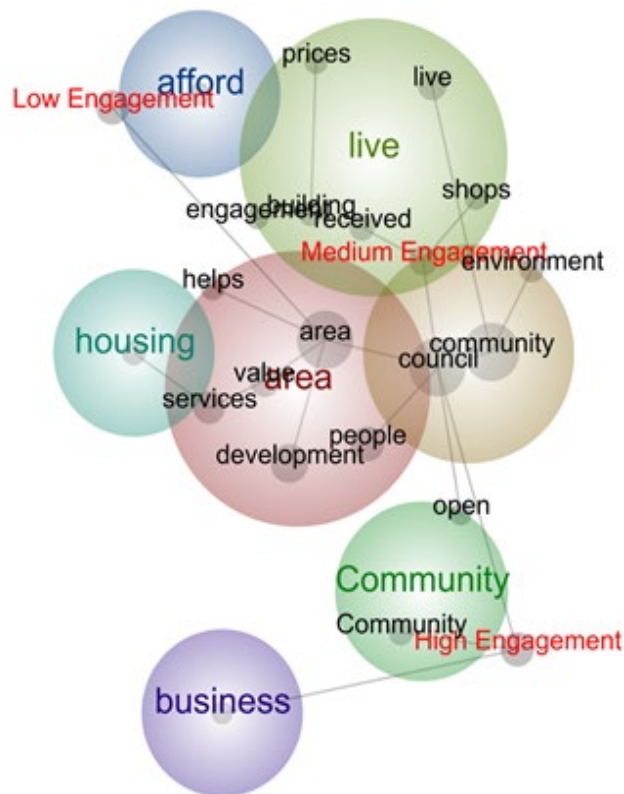 prices
afford
live
Low Engagement
live
shops
engagement
building
received
Medium Engagement
environment
helps
housing
area
community
council
value
area
services
people
development
open
Community
Community
High Engagement
business